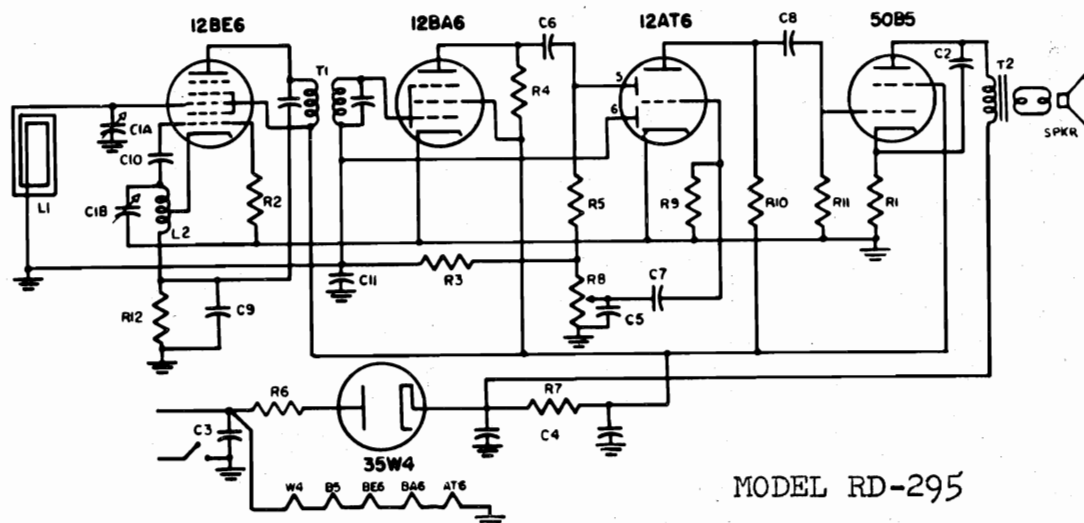 12BE6
12BA6
12AT6
50B5
C6
C8
C2
T2
T1
R4
5
6
C1A
C10
C1B
L1
L2
R2
R5
R9
R10
R11
R1
SPKR
C11
R3
R8
C7
C5
R12
C9
R6
R7
C3
C4
35W4
W4 B5 BE6 BA6 AT6
MODEL RD-295